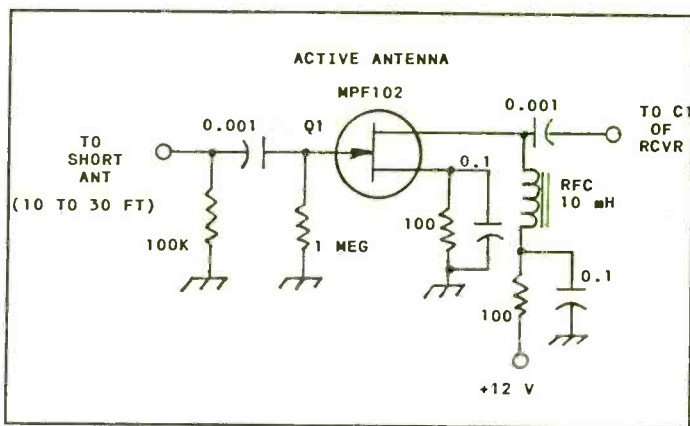 ACTIVE ANTENNA
MPF102
0.001
Q1
0.001
TO C1
OF
RCVR
TO
SHORT
ANT
(10 TO 30 FT)
0.1
RFC
10 mH
100K
1 MEG
100
0.1
100
+12 V